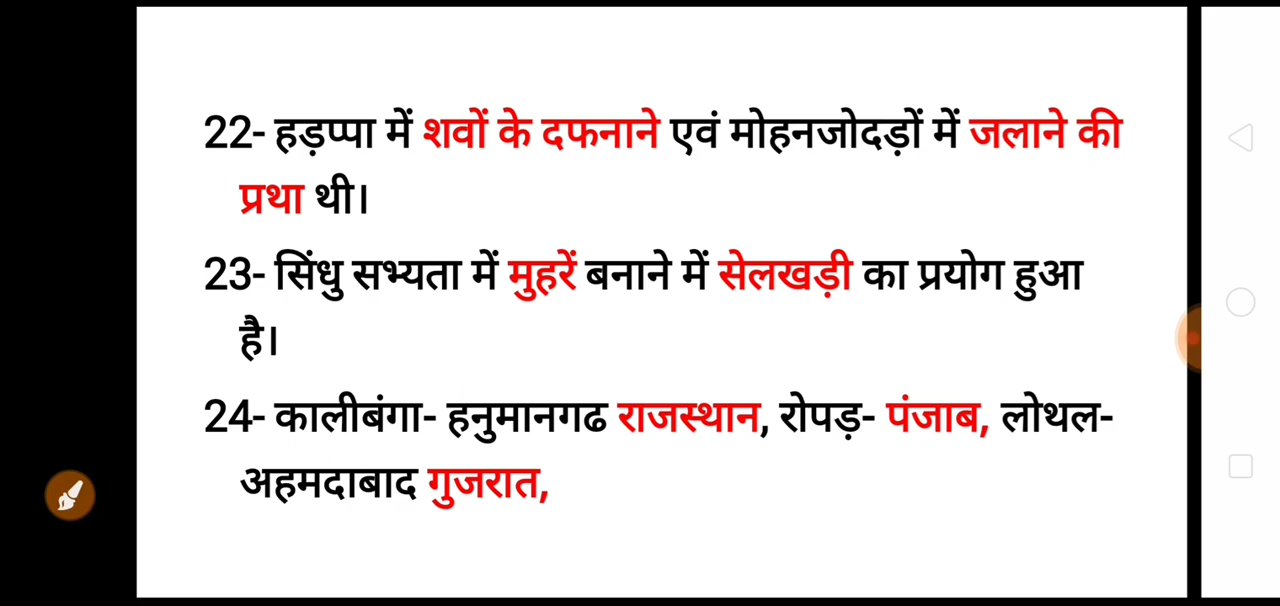 22- हड़प्पा में शवों के दफनाने एवं मोहनजोदड़ों में जलाने की
प्रथा थी।
23- सिंधु सभ्यता में मुहरें बनाने में सेलखड़ी का प्रयोग हुआ
है।
24- कालीबंगा- हनुमानगढ राजस्थान, रोपड़- पंजाब, लोथल-
अहमदाबाद गुजरात,